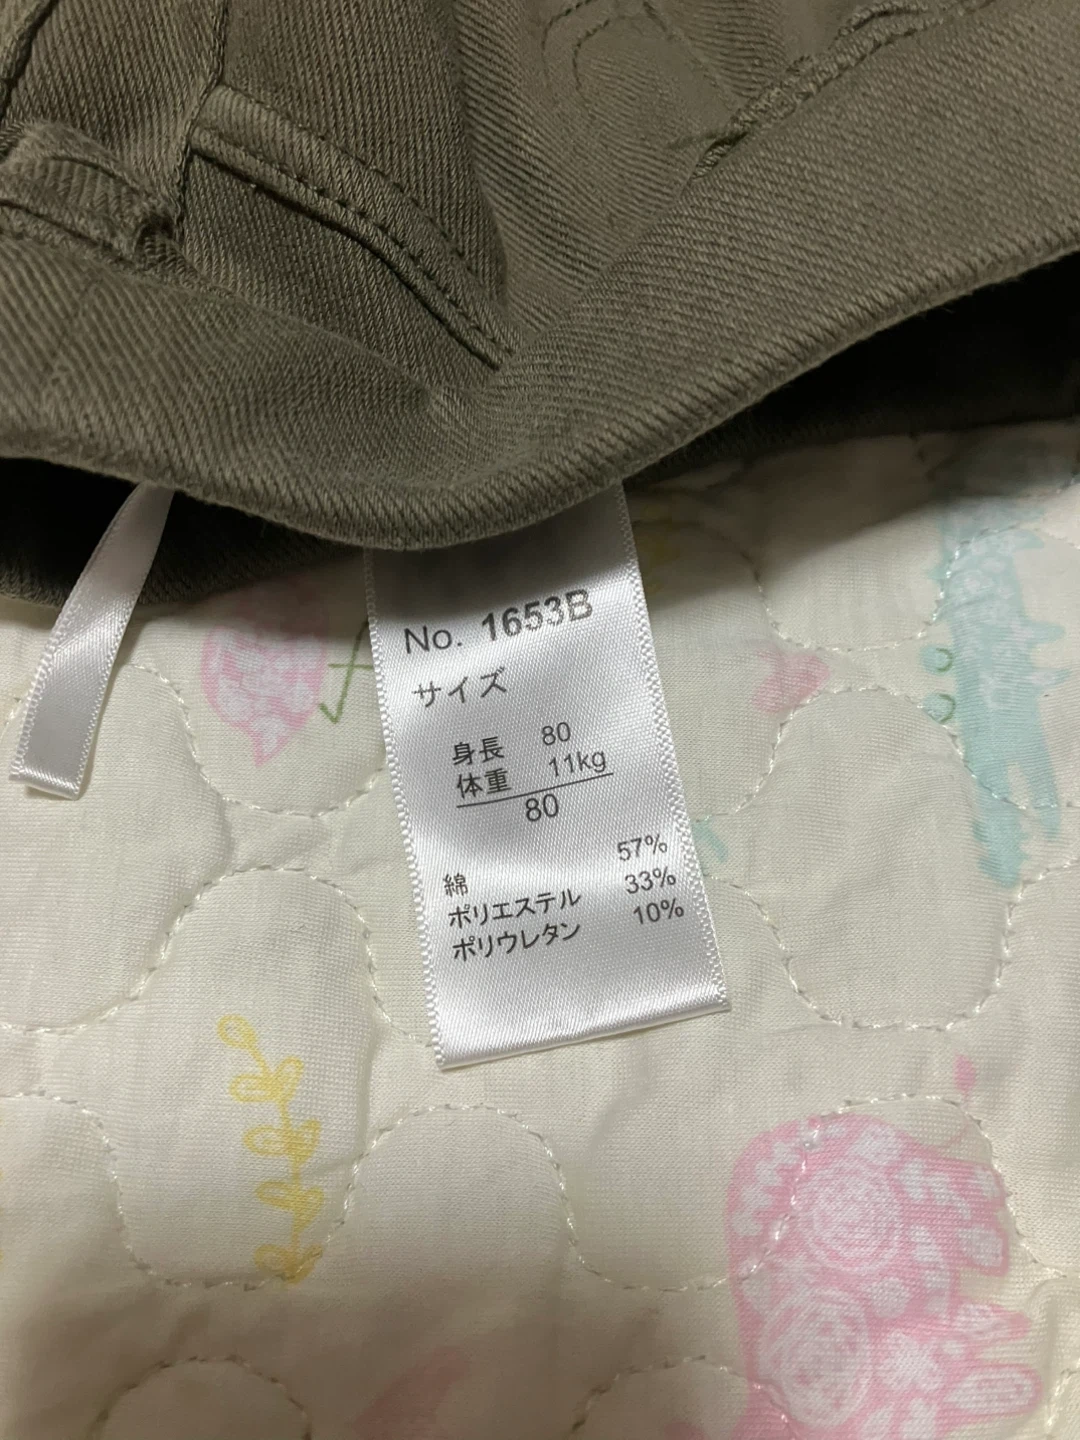 No. 1653B
サイズ
身長 80
体重 11kg
80
綿 57%
ポリエステル 33%
ポリウレタン 10%